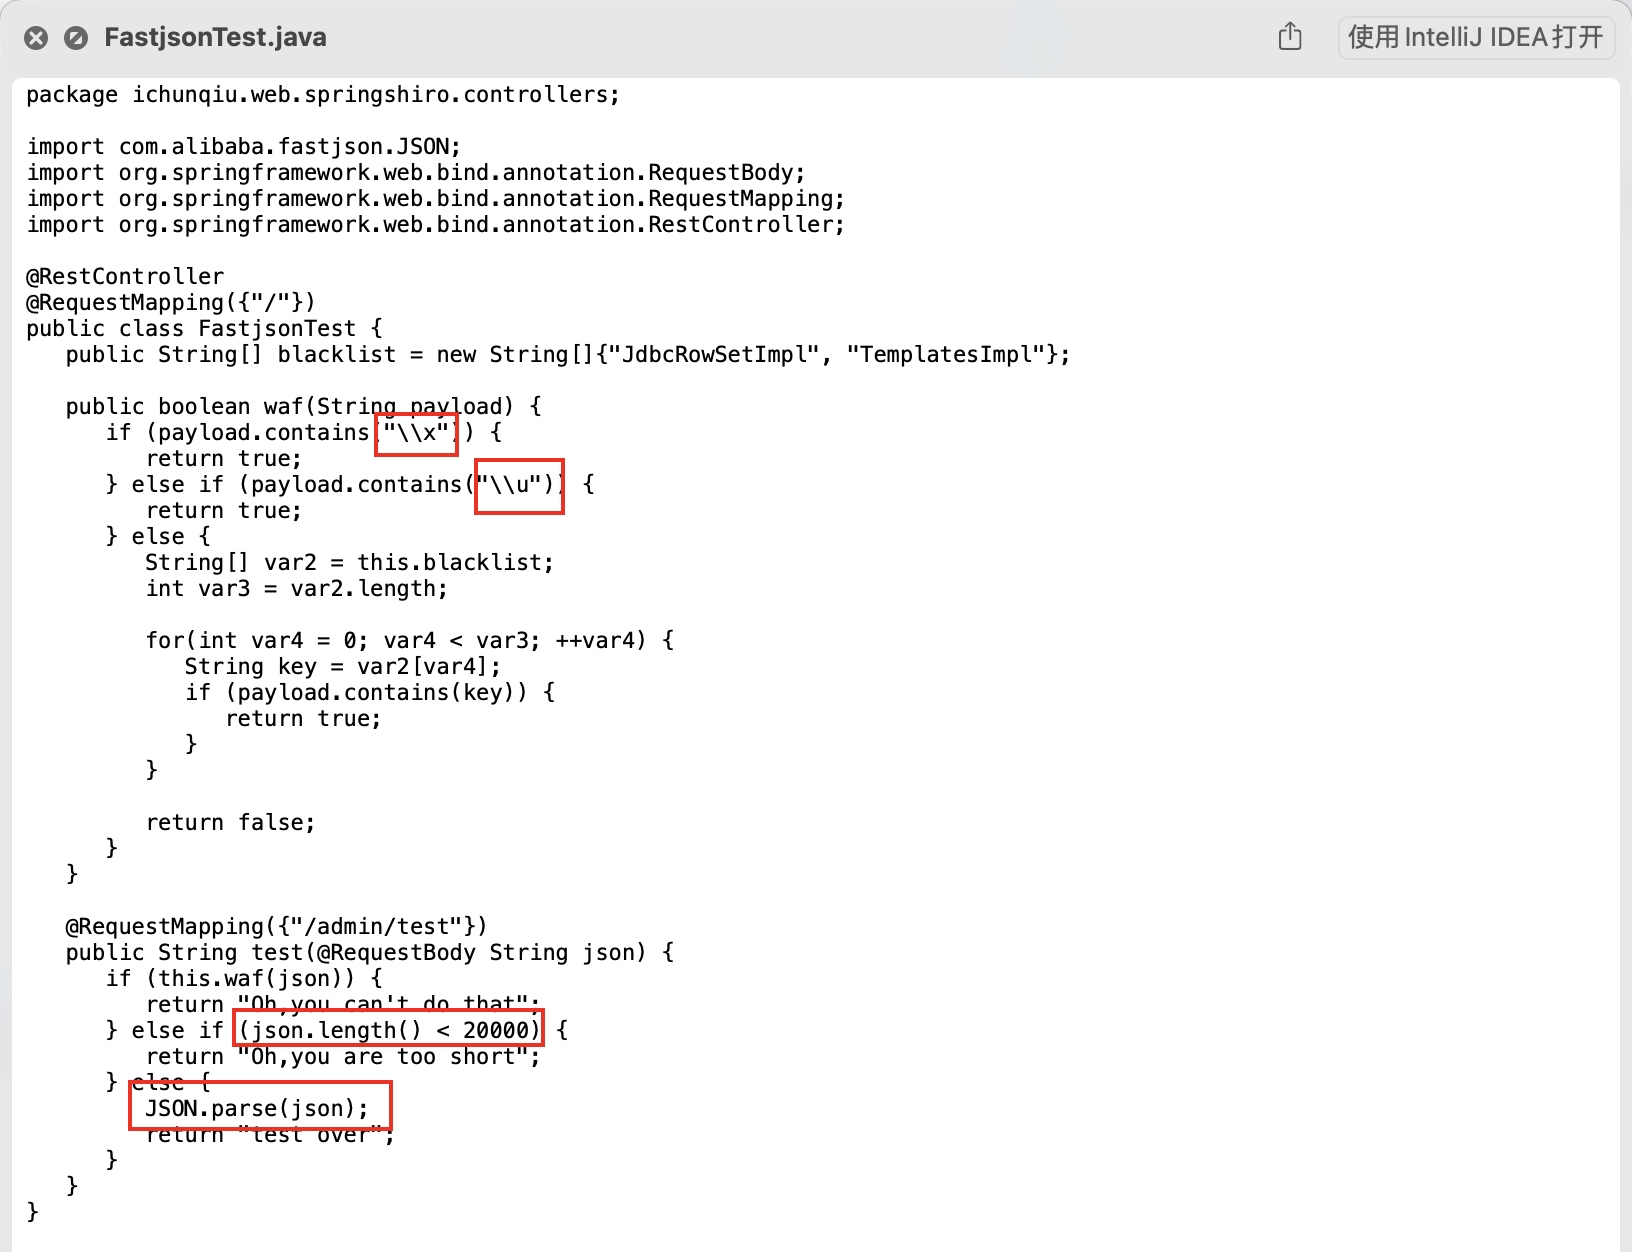 FastjsonTest.java
使用 IntelliJ IDEA 打开
package ichunqiu.web.springshiro.controllers;
import com.alibaba.fastjson.JSON;
import org.springframework.web.bind.annotation.RequestBody;
import org.springframework.web.bind.annotation.RequestMapping;
import org.springframework.web.bind.annotation.RestController;
@RestController
@RequestMapping({"/"})
public class FastjsonTest {
public String[] blacklist = new String[]{"JdbcRowSetImpl", "TemplatesImpl"};
public boolean waf(String payload) {
if (payload.contains("\\x")) {
return true;
} else if (payload.contains("\\u")) {
return true;
} else {
String[] var2 = this.blacklist;
int var3 = var2.length;
for(int var4 = 0; var4 < var3; ++var4) {
String key = var2[var4];
if (payload.contains(key)) {
return true;
}
}
return false;
}
}
@RequestMapping({"/admin/test"})
public String test(@RequestBody String json) {
if (this.waf(json)) {
return "Oh,you can't do that";
} else if (json.length() < 20000) {
return "Oh,you are too short";
} else {
JSON.parse(json);
return "test over";
}
}
}